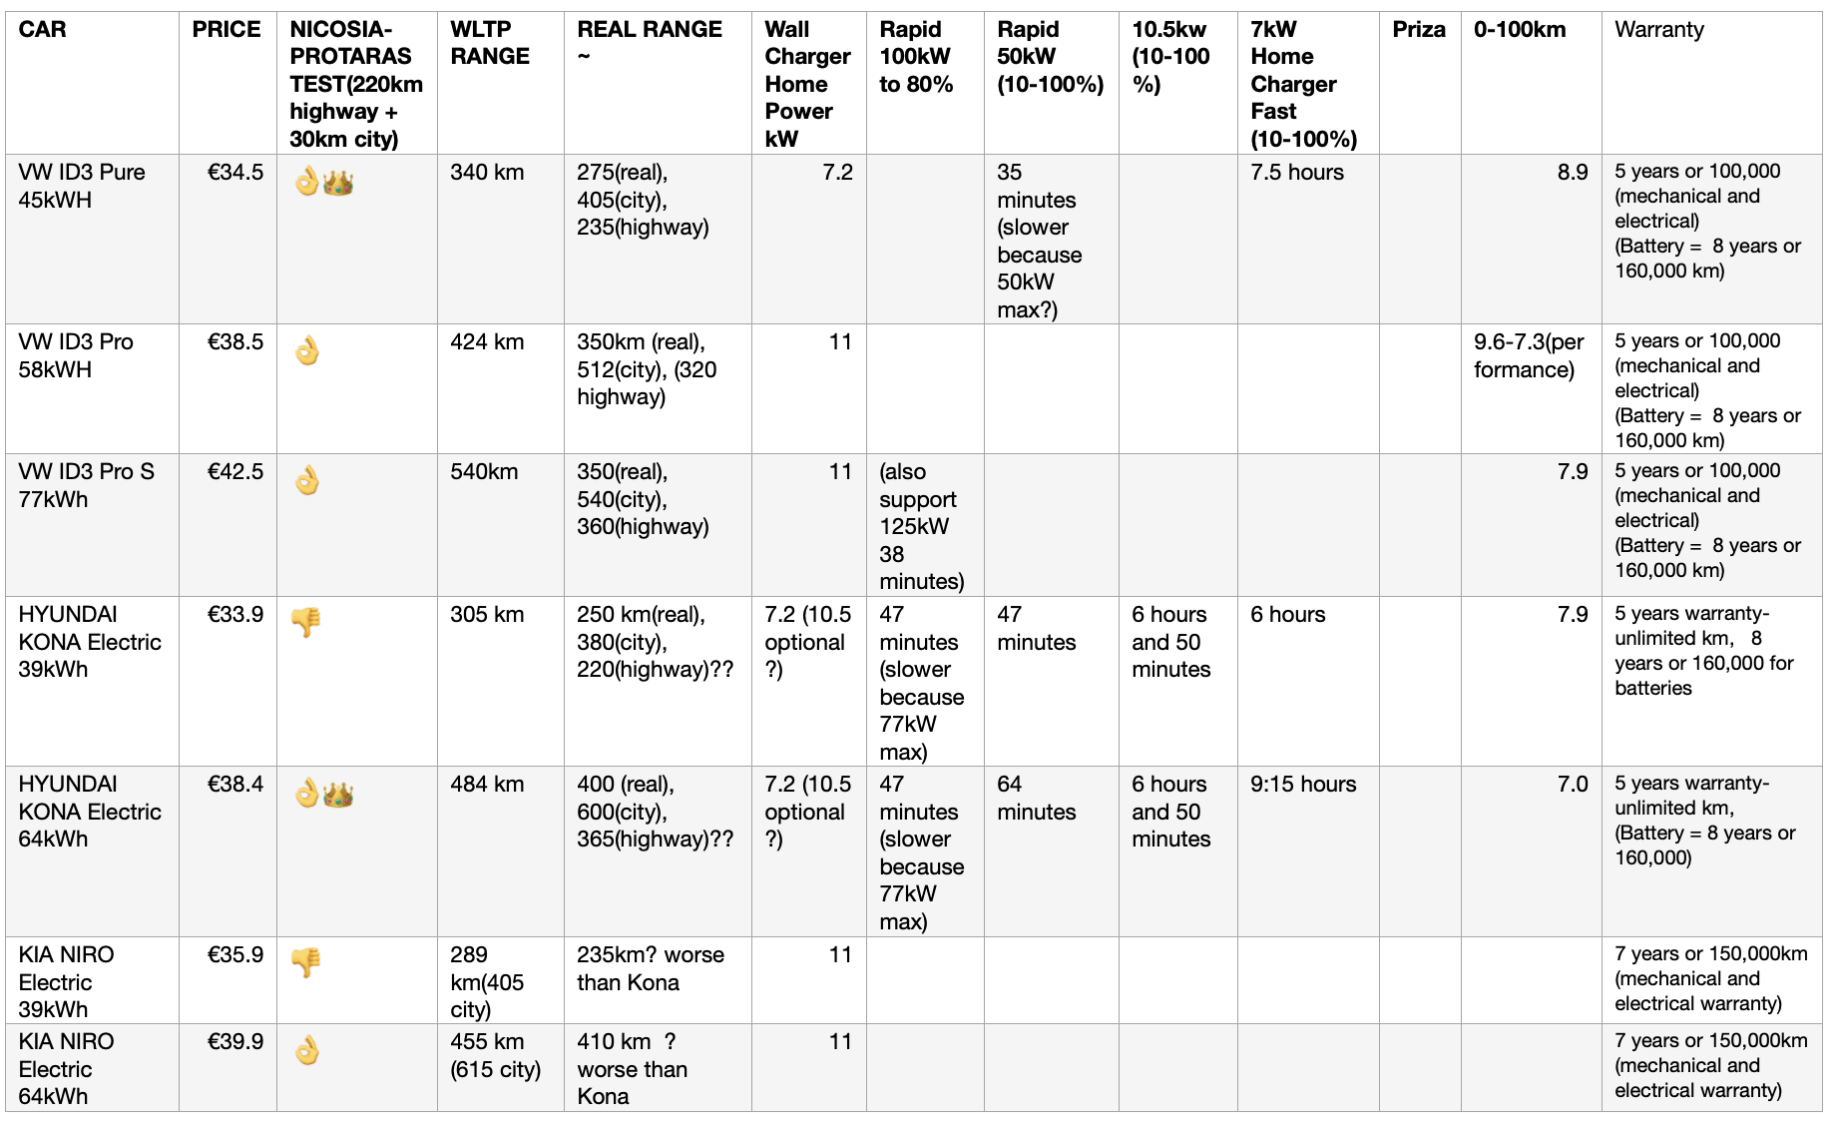 CAR
PRICE
NICOSIA-
PROTARAS
TEST(220km
highway +
30km city)
WLTP
RANGE
REAL RANGE
~
Wall
Charger
Home
Power
kW
Rapid
100kW
to 80%
Rapid
50kW
(10-100%)
10.5kw
(10-100
%)
7kW
Home
Charger
Fast
(10-100%)
Priza
0-100km
Warranty
VW ID3 Pure
45kWH
€34.5
👌👑
340 km
275(real),
405(city),
235(highway)
7.2
35
minutes
(slower
because
50kW
max?)
7.5 hours
8.9
5 years or 100,000
(mechanical and
electrical)
(Battery = 8 years or
160,000 km)
VW ID3 Pro
58kWH
€38.5
👌
424 km
350km (real),
512(city), (320
highway)
11
9.6-7.3(per
formance)
5 years or 100,000
(mechanical and
electrical)
(Battery = 8 years or
160,000 km)
VW ID3 Pro S
77kWh
€42.5
👌
540km
350(real),
540(city),
360(highway)
11
(also
support
125kW
38
minutes)
7.9
5 years or 100,000
(mechanical and
electrical)
(Battery = 8 years or
160,000 km)
HYUNDAI
KONA Electric
39kWh
€33.9
👎
305 km
250 km(real),
380(city),
220(highway)??
7.2 (10.5
optional
?)
47
minutes
(slower
because
77kW
max)
47
minutes
6 hours
and 50
minutes
6 hours
7.9
5 years warranty-
unlimited km, 8
years or 160,000 for
batteries
HYUNDAI
KONA Electric
64kWh
€38.4
👌👑
484 km
400 (real),
600(city),
365(highway)??
7.2 (10.5
optional
?)
47
minutes
(slower
because
77kW
max)
64
minutes
6 hours
and 50
minutes
9:15 hours
7.0
5 years warranty-
unlimited km,
(Battery = 8 years or
160,000)
KIA NIRO
Electric
39kWh
€35.9
👎
289
km(405
city)
235km? worse
than Kona
11
7 years or 150,000km
(mechanical and
electrical warranty)
KIA NIRO
Electric
64kWh
€39.9
👌
455 km
(615 city)
410 km ?
worse than
Kona
11
7 years or 150,000km
(mechanical and
electrical warranty)